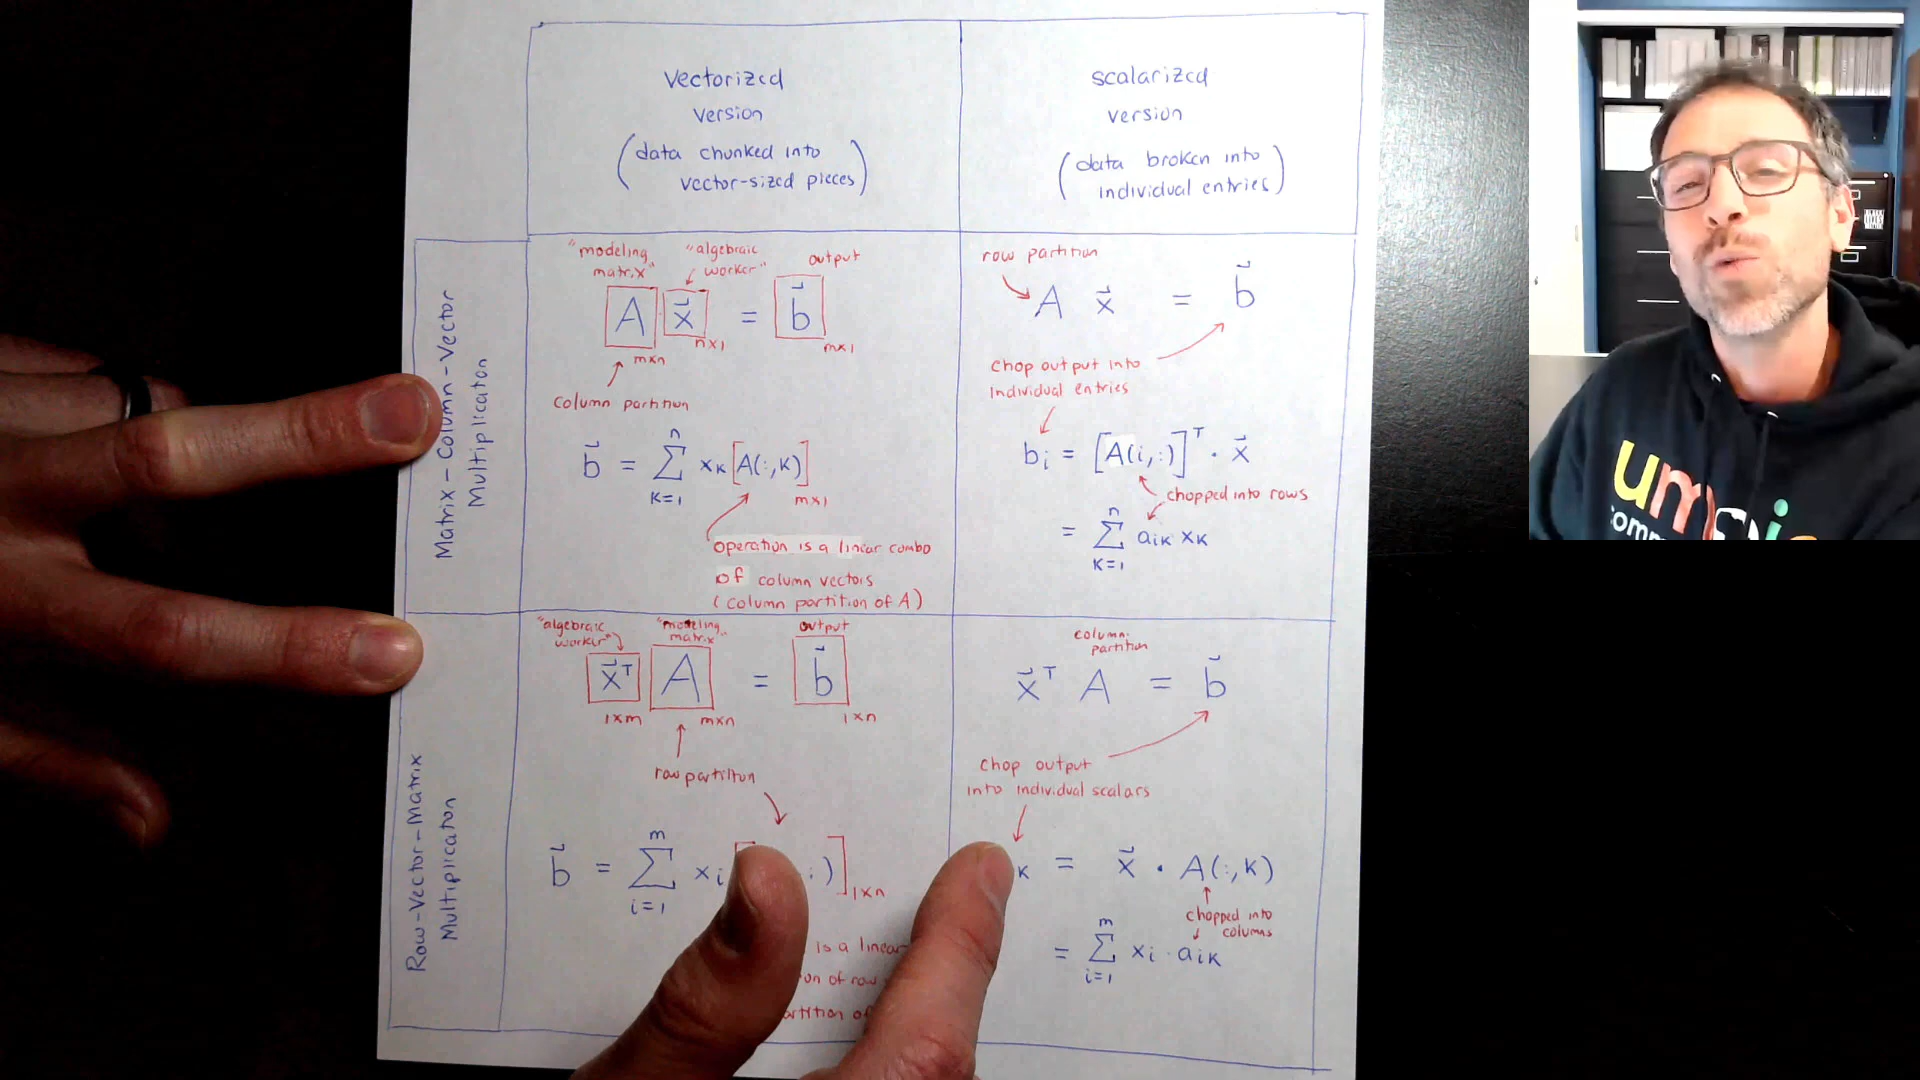 vectorized
version
(data chunked into
vector-sized pieces)
scalarized
version
(data broken into
individual entries)
Matrix-Column-Vector
Multiplicaton
"modeling
matrix"
"algebraic
worker"
output
A x⃗ = b⃗
mxn
nx1
mx1
column partition
b⃗ = Σ xₖ [A(:,k)]
n
k=1
mx1
operation is a linear combo
of column vectors
(column partition of A)
row partition
A x⃗ = b⃗
chop output into
individual entries
bᵢ = [A(i,:)]ᵀ · x⃗
chopped into rows
= Σ aᵢₖ xₖ
n
k=1
Row-Vector-Matrix
Multiplicaton
"algebraic
worker"
"modeling
matrix"
output
x⃗ᵀ A = b⃗
1xm
mxn
1xn
row partition
b⃗ = Σ xᵢ :)]
m
i=1
1xn
is a linear
of row
column
partition
x⃗ᵀ A = b⃗
chop output
into individual scalars
k = x⃗ · A(:,k)
chopped into
columns
= Σ xᵢ · aᵢₖ
m
i=1